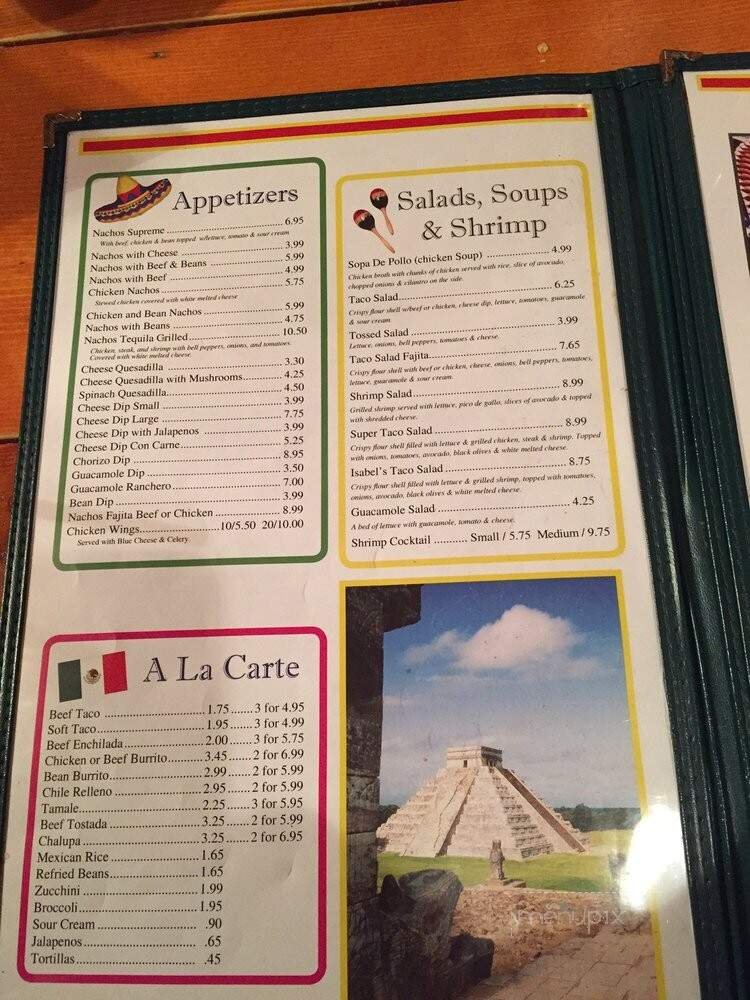 Appetizers
Nachos Supreme ........ 6.95
With beef, chicken & bean topped w/lettuce, tomato & sour cream
Nachos with Cheese ........ 3.99
Nachos with Beef & Beans ........ 5.99
Nachos with Beef ........ 4.99
Chicken Nachos ........ 5.75
Stewed chicken covered with white melted cheese
Chicken and Bean Nachos ........ 5.99
Nachos with Beans ........ 4.75
Nachos Tequila Grilled ........ 10.50
Chicken, steak, and shrimp with bell peppers, onions, and tomatoes.
Covered with white melted cheese.
Cheese Quesadilla ........ 3.30
Cheese Quesadilla with Mushrooms ........ 4.25
Spinach Quesadilla ........ 4.50
Cheese Dip Small ........ 3.99
Cheese Dip Large ........ 7.75
Cheese Dip with Jalapenos ........ 3.99
Cheese Dip Con Carne ........ 5.25
Chorizo Dip ........ 8.95
Guacamole Dip ........ 3.50
Guacamole Ranchero ........ 7.00
Bean Dip ........ 3.99
Nachos Fajita Beef or Chicken ........ 8.99
Chicken Wings ........ 10/5.50 20/10.00
Served with Blue Cheese & Celery.
Salads, Soups
& Shrimp
Sopa De Pollo (chicken Soup) ........ 4.99
Chicken broth with chunks of chicken served with rice, slice of avocado,
chopped onions & cilantro on the side.
Taco Salad ........ 6.25
Crispy flour shell w/beef or chicken, cheese dip, lettuce, tomatoes, guacamole
& sour cream.
Tossed Salad ........ 3.99
Lettuce, onions, bell peppers, tomatoes & cheese.
Taco Salad Fajita ........ 7.65
Crispy flour shell with beef or chicken, cheese, onions, bell peppers, tomatoes,
lettuce, guacamole & sour cream.
Shrimp Salad ........ 8.99
Grilled shrimp served with lettuce, pico de gallo, slices of avocado & topped
with shredded cheese.
Super Taco Salad ........ 8.99
Crispy flour shell filled with lettuce & grilled chicken, steak & shrimp. Topped
with onions, tomatoes, avocado, black olives & white melted cheese.
Isabel's Taco Salad ........ 8.75
Crispy flour shell filled with lettuce & grilled shrimp, topped with tomatoes,
onions, avocado, black olives & white melted cheese.
Guacamole Salad ........ 4.25
A bed of lettuce with guacamole, tomato & cheese.
Shrimp Cocktail ........ Small / 5.75 Medium / 9.75
A La Carte
Beef Taco ........ 1.75 ....... 3 for 4.95
Soft Taco ........ 1.95 ....... 3 for 4.99
Beef Enchilada ........ 2.00 ....... 3 for 5.75
Chicken or Beef Burrito ........ 3.45 ....... 2 for 6.99
Bean Burrito ........ 2.99 ....... 2 for 5.99
Chile Relleno ........ 2.95 ....... 2 for 5.99
Tamale ........ 2.25 ....... 3 for 5.95
Beef Tostada ........ 3.25 ....... 2 for 5.99
Chalupa ........ 3.25 ....... 2 for 6.95
Mexican Rice ........ 1.65
Refried Beans ........ 1.65
Zucchini ........ 1.99
Broccoli ........ 1.95
Sour Cream ........ .90
Jalapenos ........ .65
Tortillas ........ .45
menupix